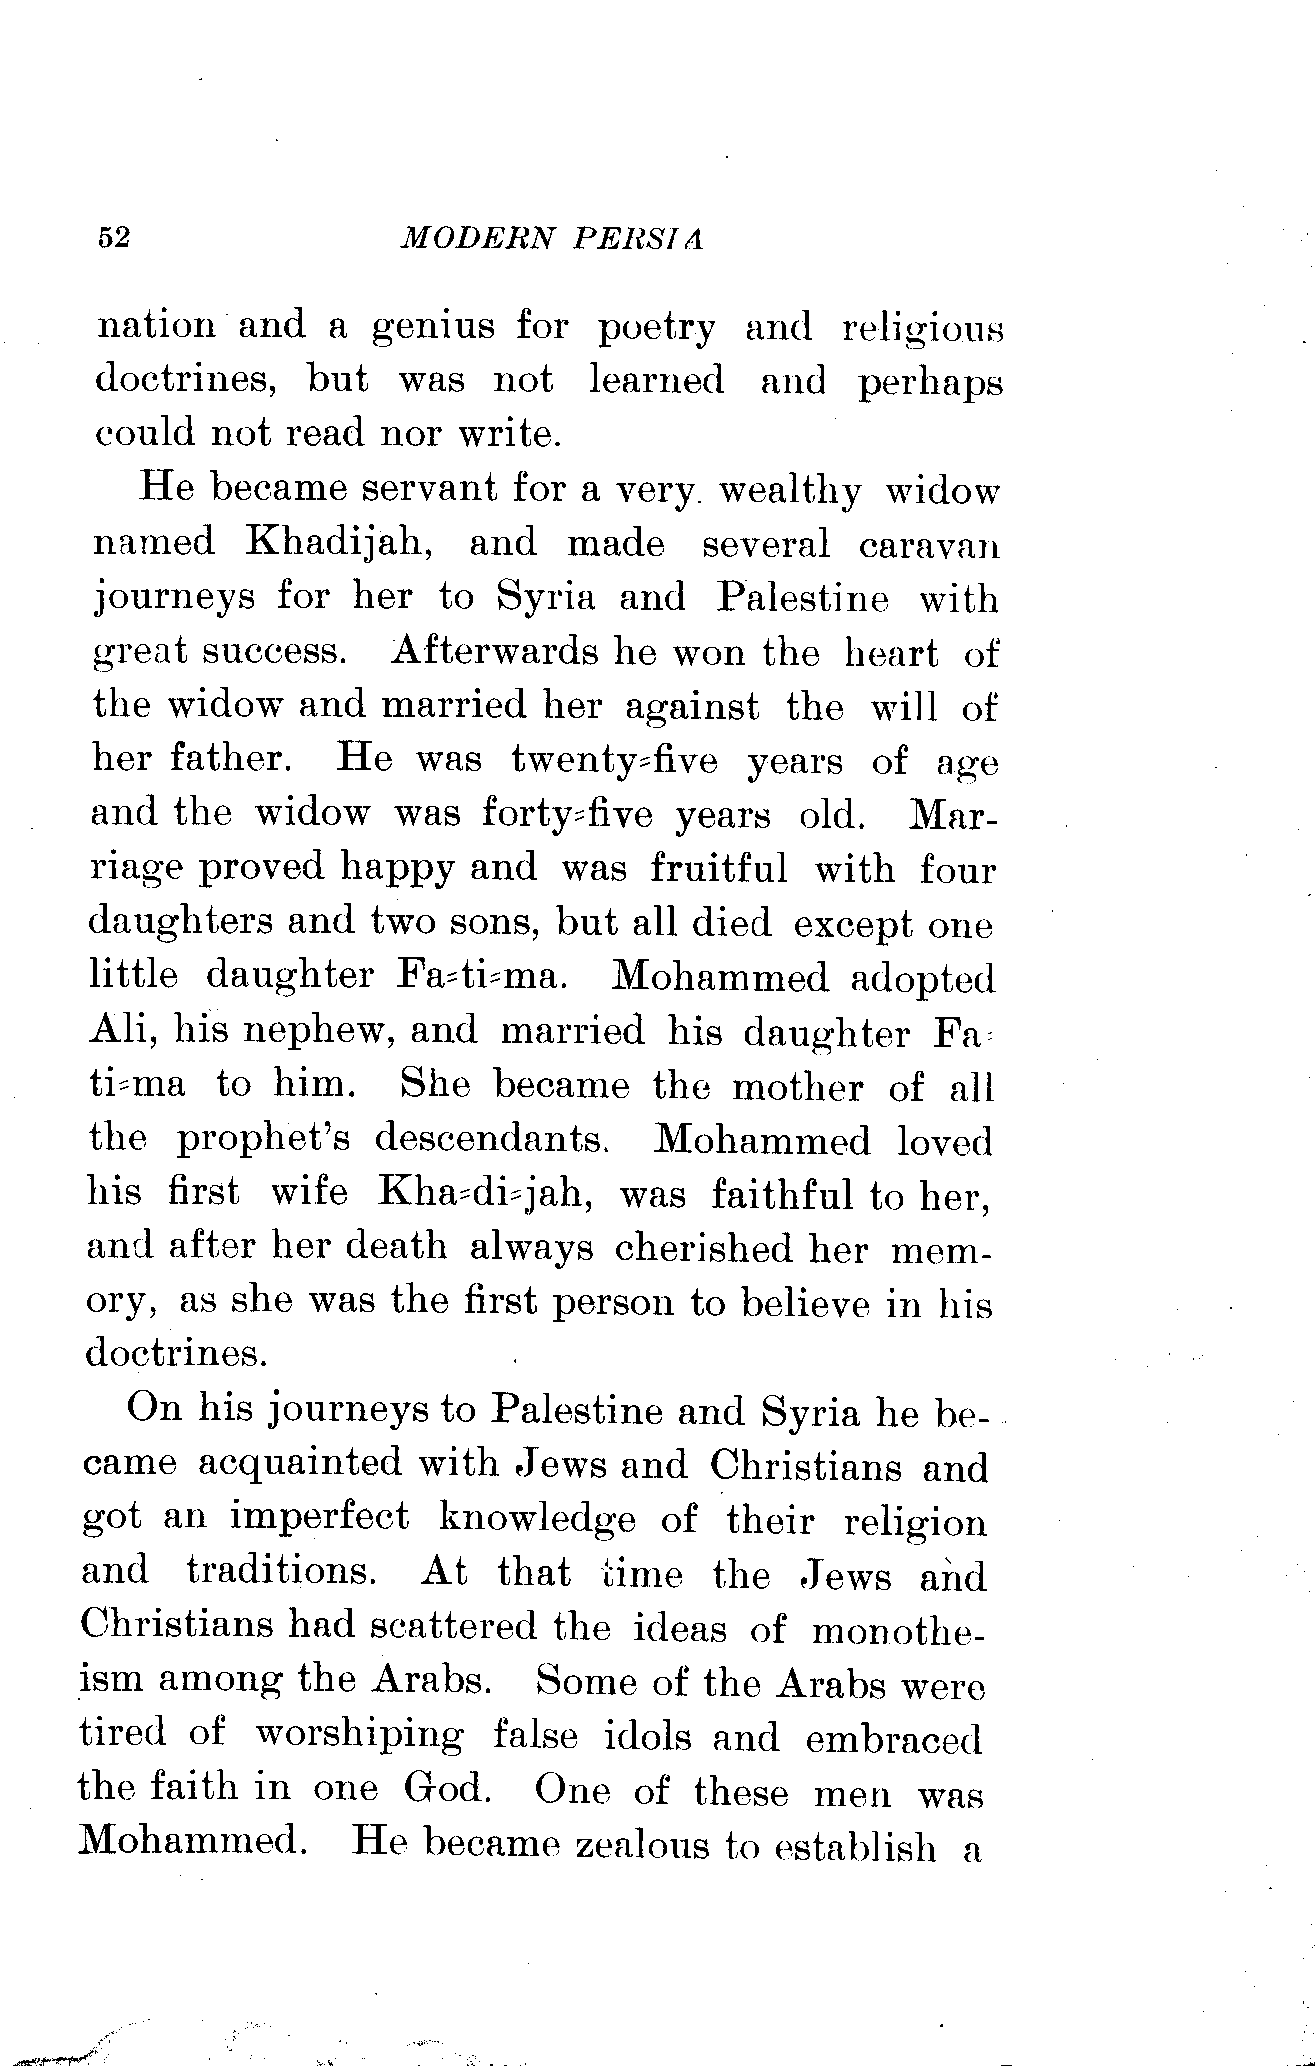 52 MODERN PERSIA
nation and a genius for poetry and religious
doctrines, but was not learned and perhaps
could not read nor write.
He became servant for a very wealthy widow
named Khadijah, and made several caravan
journeys for her to Syria and Palestine with
great success. Afterwards he won the heart of
the widow and married her against the will of
her father. He was twenty-five years of age
and the widow was forty-five years old. Mar-
riage proved happy and was fruitful with four
daughters and two sons, but all died except one
little daughter Fa-ti-ma. Mohammed adopted
Ali, his nephew, and married his daughter Fa-
ti-ma to him. She became the mother of all
the prophet's descendants. Mohammed loved
his first wife Kha-di-jah, was faithful to her,
and after her death always cherished her mem-
ory, as she was the first person to believe in his
doctrines.
On his journeys to Palestine and Syria he be-
came acquainted with Jews and Christians and
got an imperfect knowledge of their religion
and traditions. At that time the Jews and
Christians had scattered the ideas of monothe-
ism among the Arabs. Some of the Arabs were
tired of worshiping false idols and embraced
the faith in one God. One of these men was
Mohammed. He became zealous to establish a